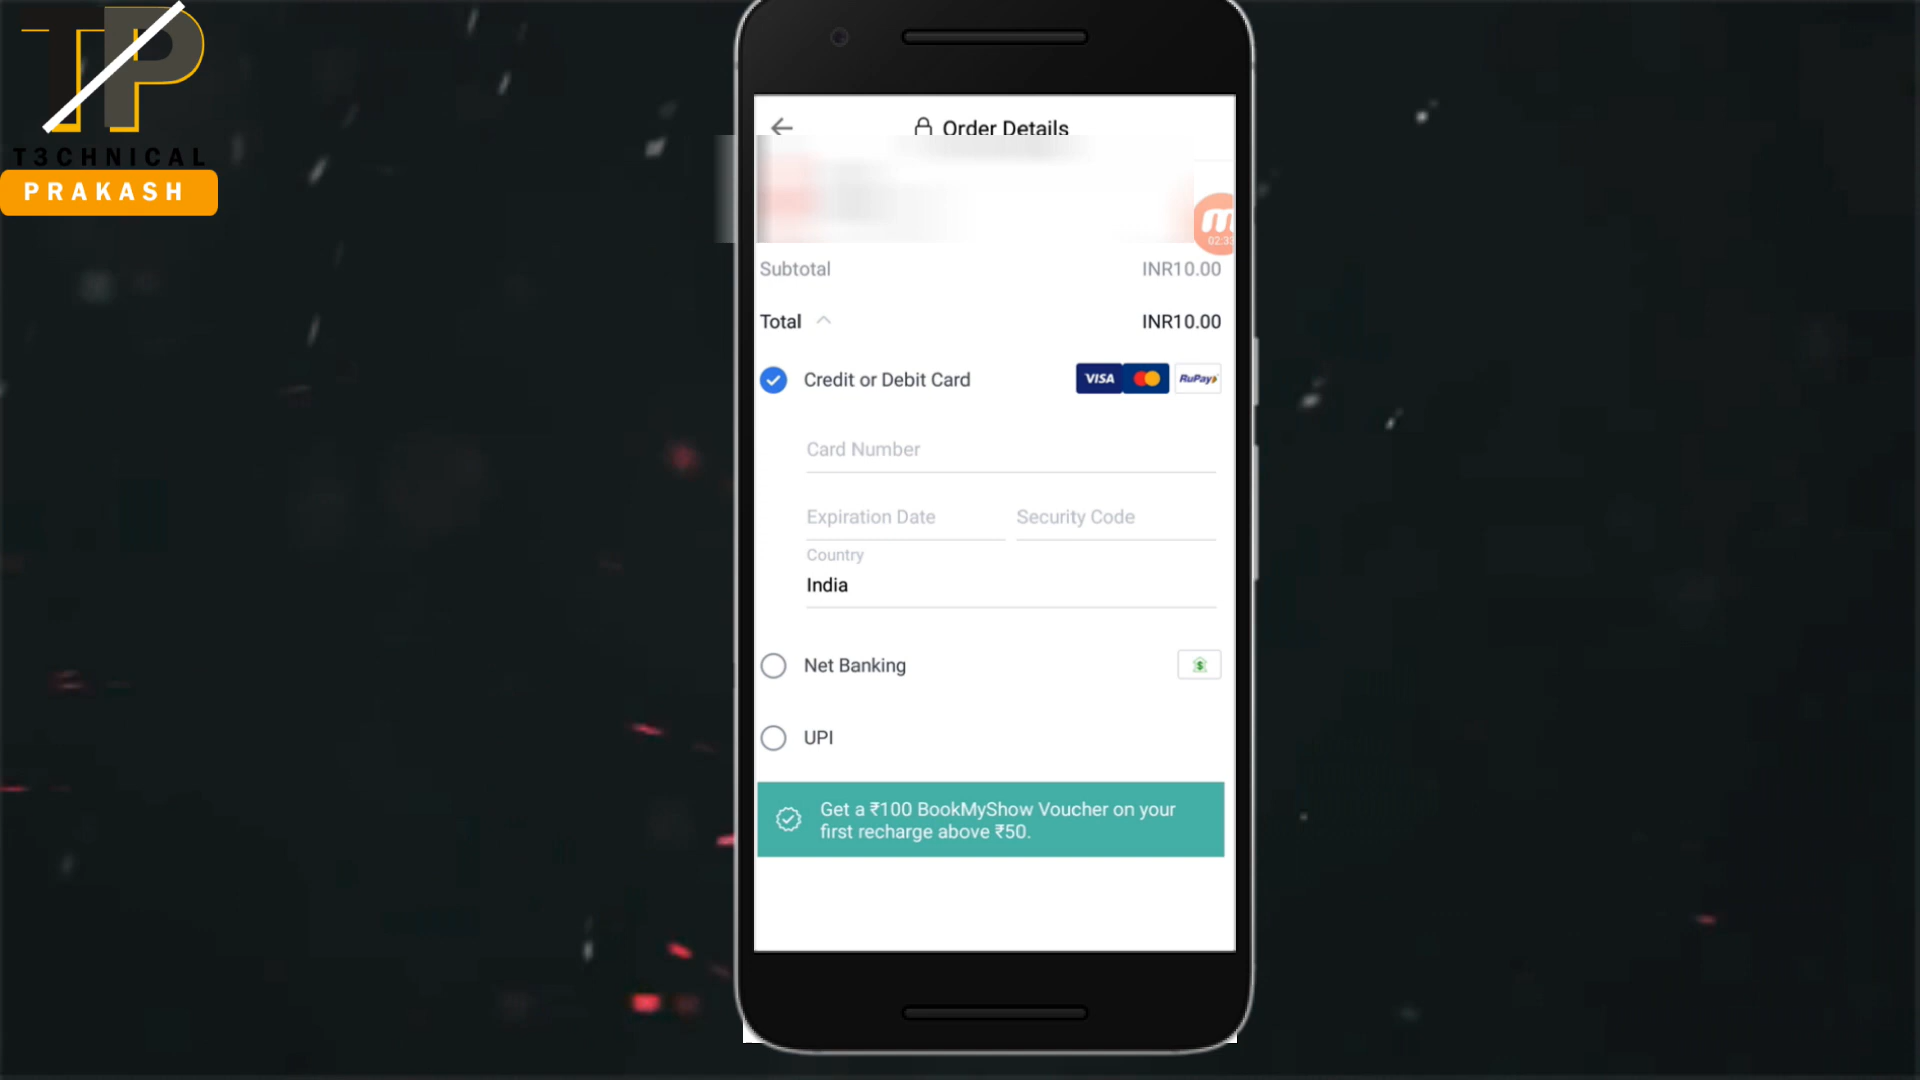 TP
T3CHNICAL
PRAKASH
Order Details
02:33
Subtotal INR10.00
Total INR10.00
Credit or Debit Card VISA RuPay
Card Number
Expiration Date Security Code
Country
India
Net Banking
UPI
Get a ₹100 BookMyShow Voucher on your
first recharge above ₹50.